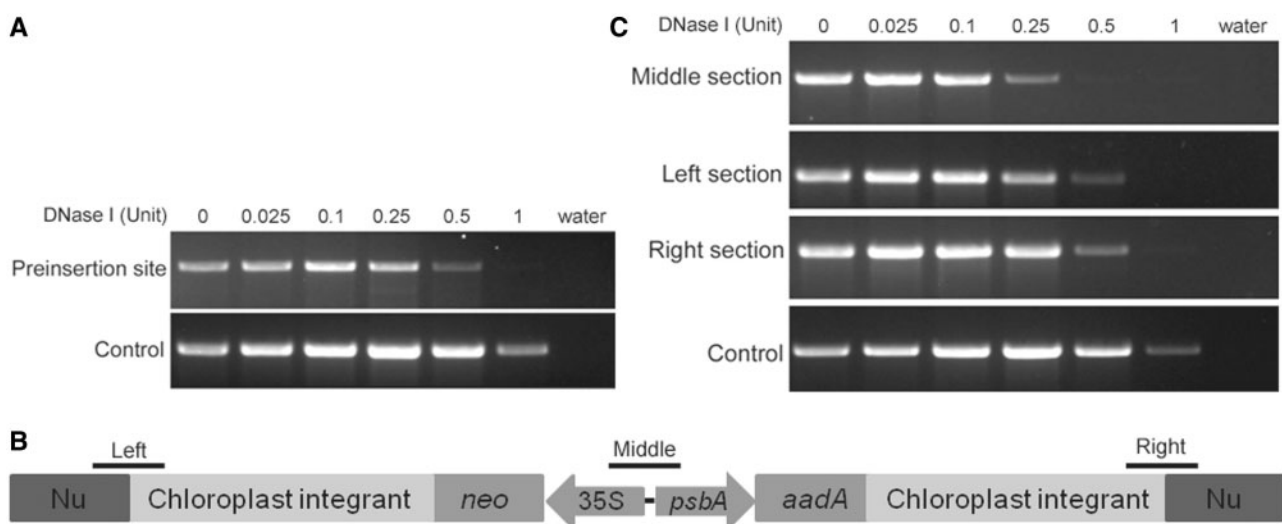 A
DNase I (Unit) 0 0.025 0.1 0.25 0.5 1 water
Preinsertion site
Control
C
DNase I (Unit) 0 0.025 0.1 0.25 0.5 1 water
Middle section
Left section
Right section
Control
B
Left Middle Right
Nu Chloroplast integrant neo 35S psbA aadA Chloroplast integrant Nu